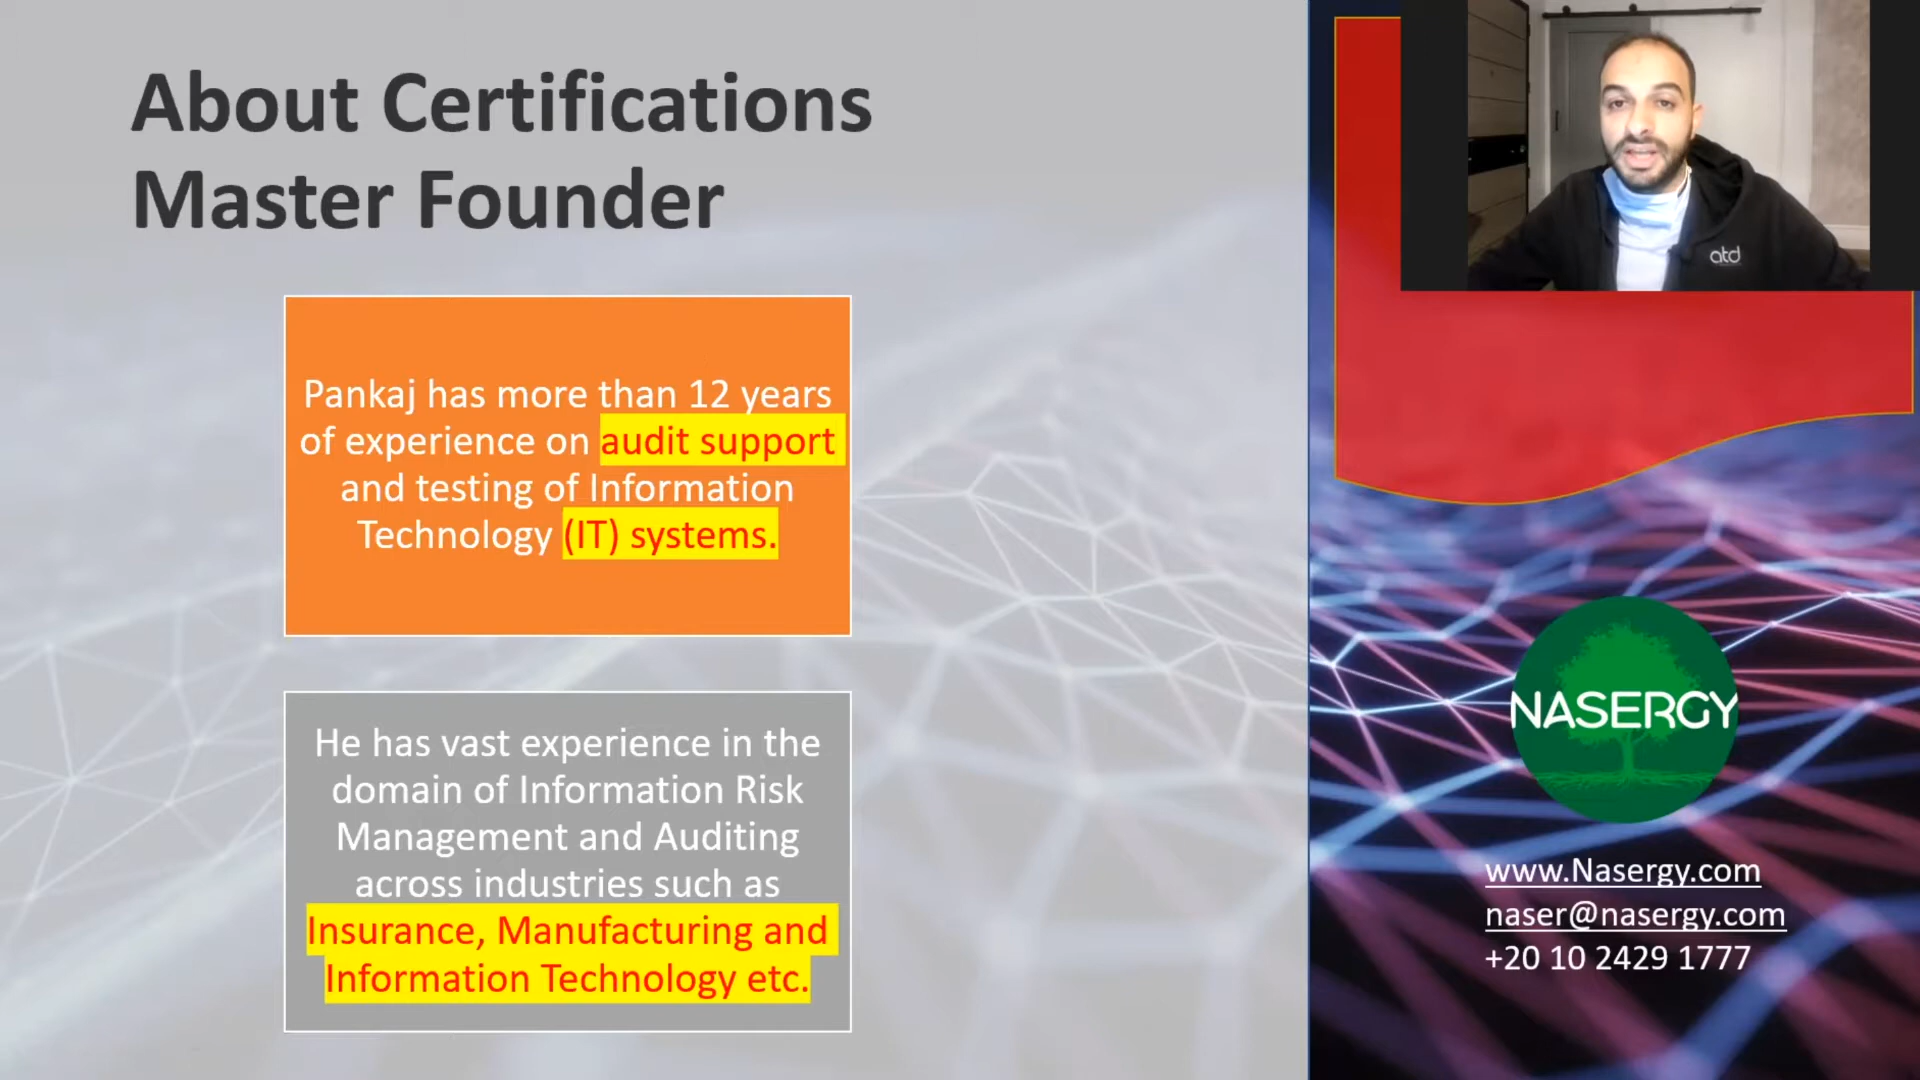 About Certifications
Master Founder
Pankaj has more than 12 years
of experience on audit support
and testing of Information
Technology (IT) systems.
He has vast experience in the
domain of Information Risk
Management and Auditing
across industries such as
Insurance, Manufacturing and
Information Technology etc.
atd
NASERGY
www.Nasergy.com
naser@nasergy.com
+20 10 2429 1777